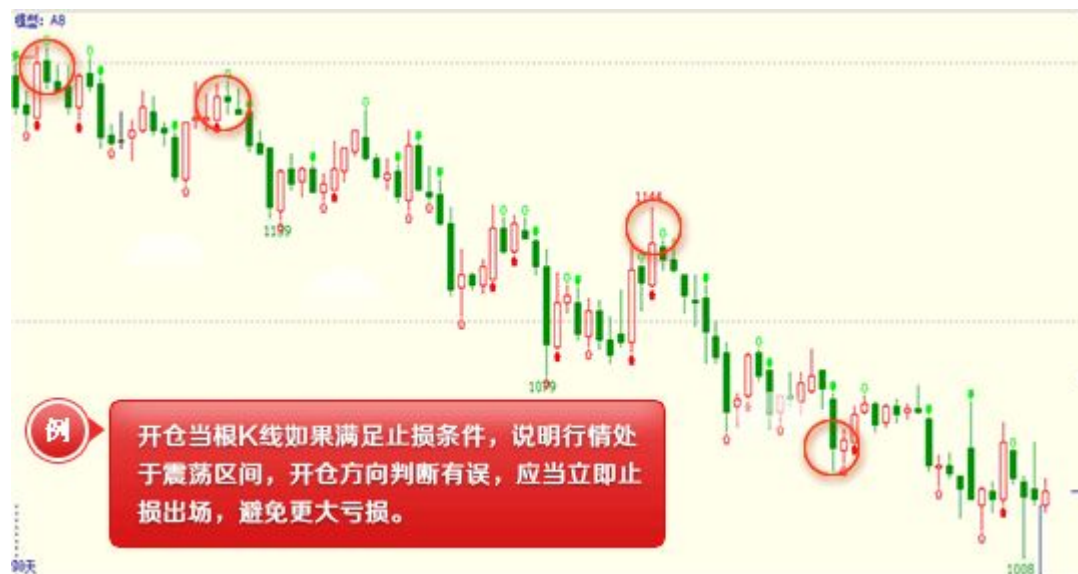 模型: AB
1199
1144
1079
例
开仓当根K线如果满足止损条件，说明行情处
于震荡区间，开仓方向判断有误，应当立即止
损出场，避免更大亏损。
90天
1008